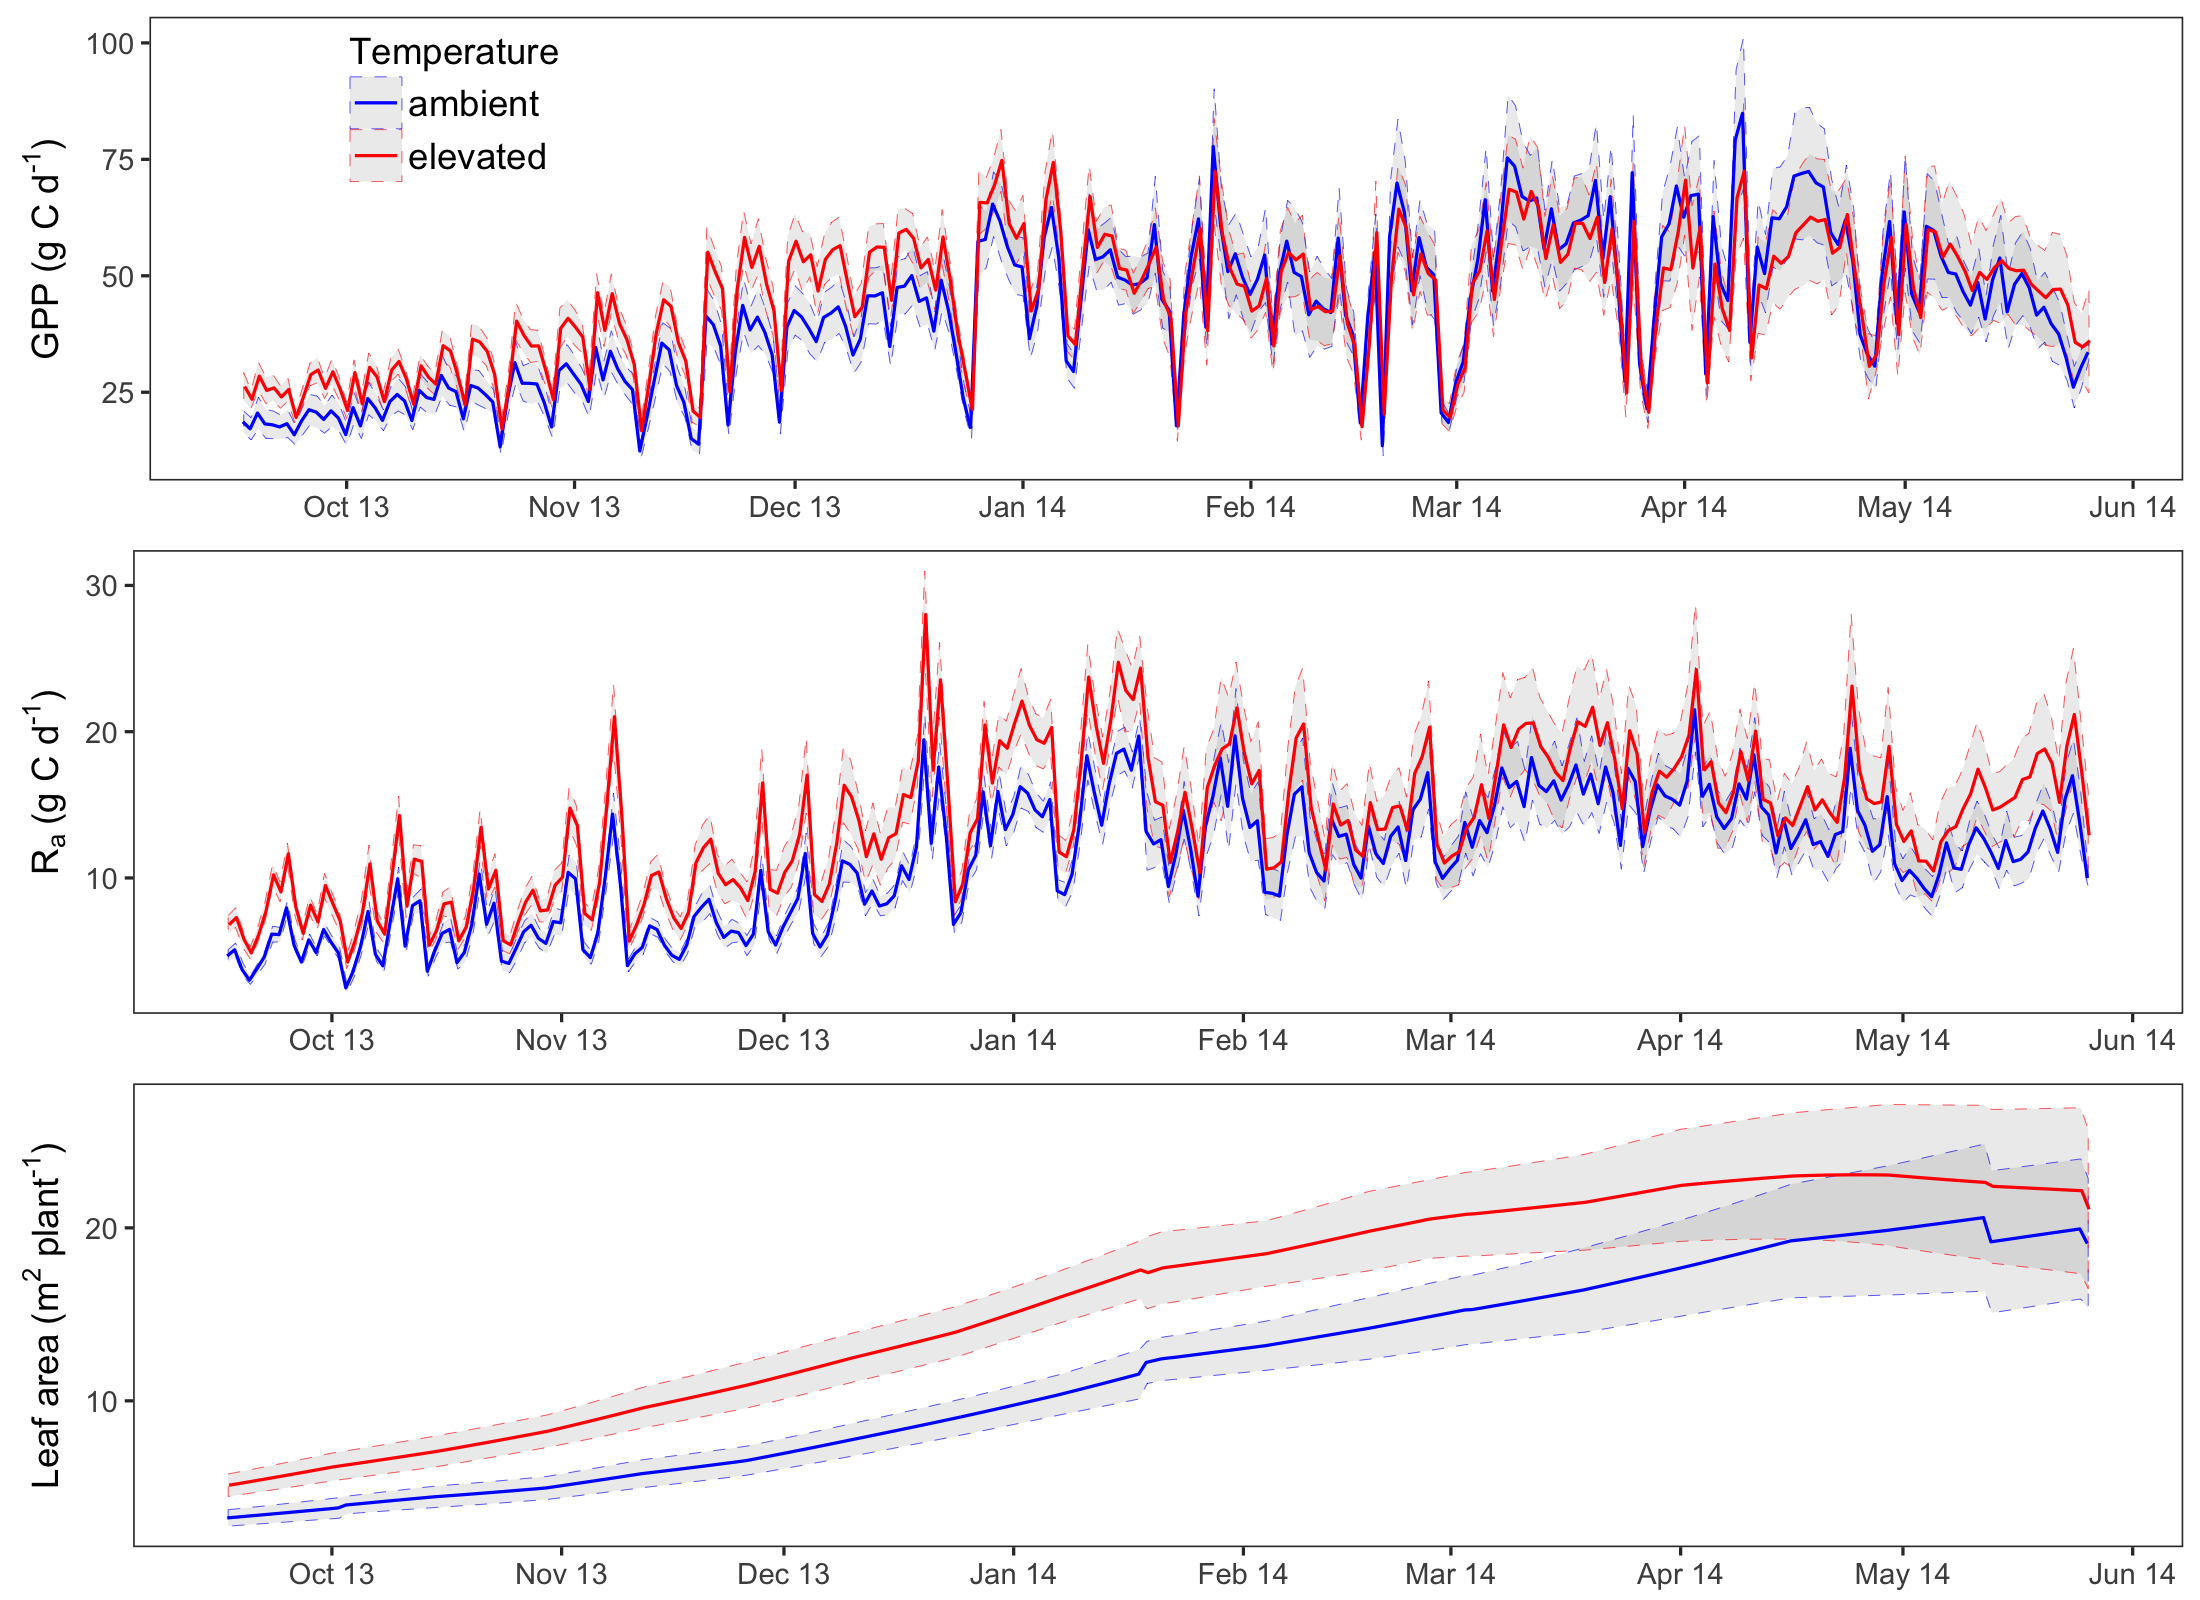 Temperature
ambient
elevated
GPP (g C d⁻¹)
100
75
50
25
Oct 13 Nov 13 Dec 13 Jan 14 Feb 14 Mar 14 Apr 14 May 14 Jun 14
Rₐ (g C d⁻¹)
30
20
10
Oct 13 Nov 13 Dec 13 Jan 14 Feb 14 Mar 14 Apr 14 May 14 Jun 14
Leaf area (m² plant⁻¹)
20
10
Oct 13 Nov 13 Dec 13 Jan 14 Feb 14 Mar 14 Apr 14 May 14 Jun 14